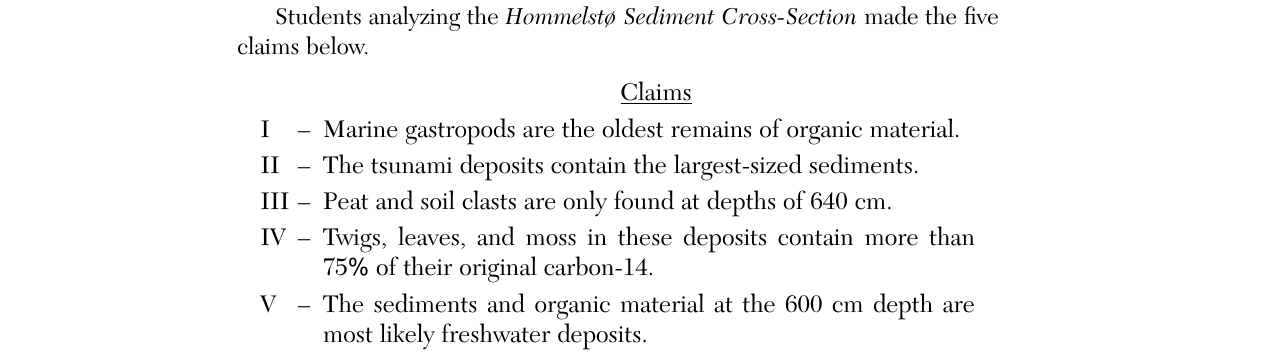 Students analyzing the Hommelstø Sediment Cross-Section made the five
claims below.
Claims
I – Marine gastropods are the oldest remains of organic material.
II – The tsunami deposits contain the largest-sized sediments.
III – Peat and soil clasts are only found at depths of 640 cm.
IV – Twigs, leaves, and moss in these deposits contain more than
75% of their original carbon-14.
V – The sediments and organic material at the 600 cm depth are
most likely freshwater deposits.